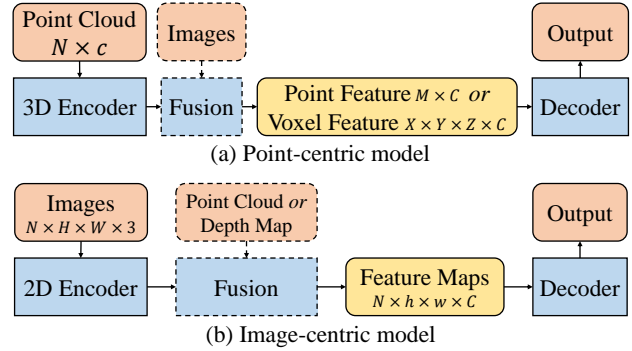 Point Cloud
N × c
Images
Output
3D Encoder
Fusion
Point Feature M × C or
Voxel Feature X × Y × Z × C
Decoder
(a) Point-centric model
Images
N × H × W × 3
Point Cloud or
Depth Map
Output
2D Encoder
Fusion
Feature Maps
N × h × w × C
Decoder
(b) Image-centric model